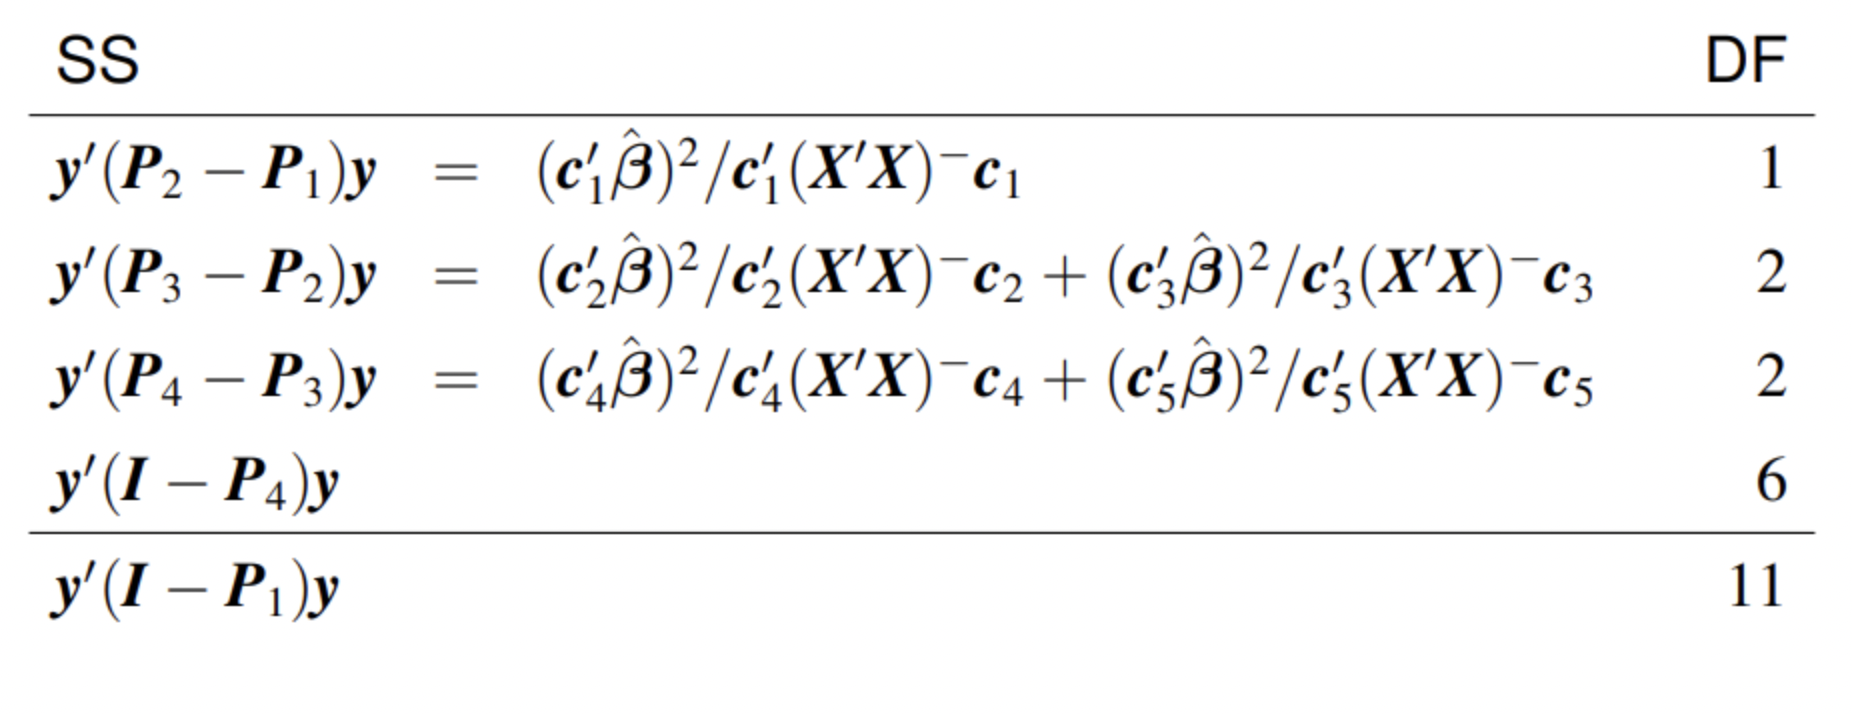 SS DF
y′(P₂ − P₁)y = (c′₁β̂)²/c′₁(X′X)⁻c₁ 1
y′(P₃ − P₂)y = (c′₂β̂)²/c′₂(X′X)⁻c₂ + (c′₃β̂)²/c′₃(X′X)⁻c₃ 2
y′(P₄ − P₃)y = (c′₄β̂)²/c′₄(X′X)⁻c₄ + (c′₅β̂)²/c′₅(X′X)⁻c₅ 2
y′(I − P₄)y 6
y′(I − P₁)y 11